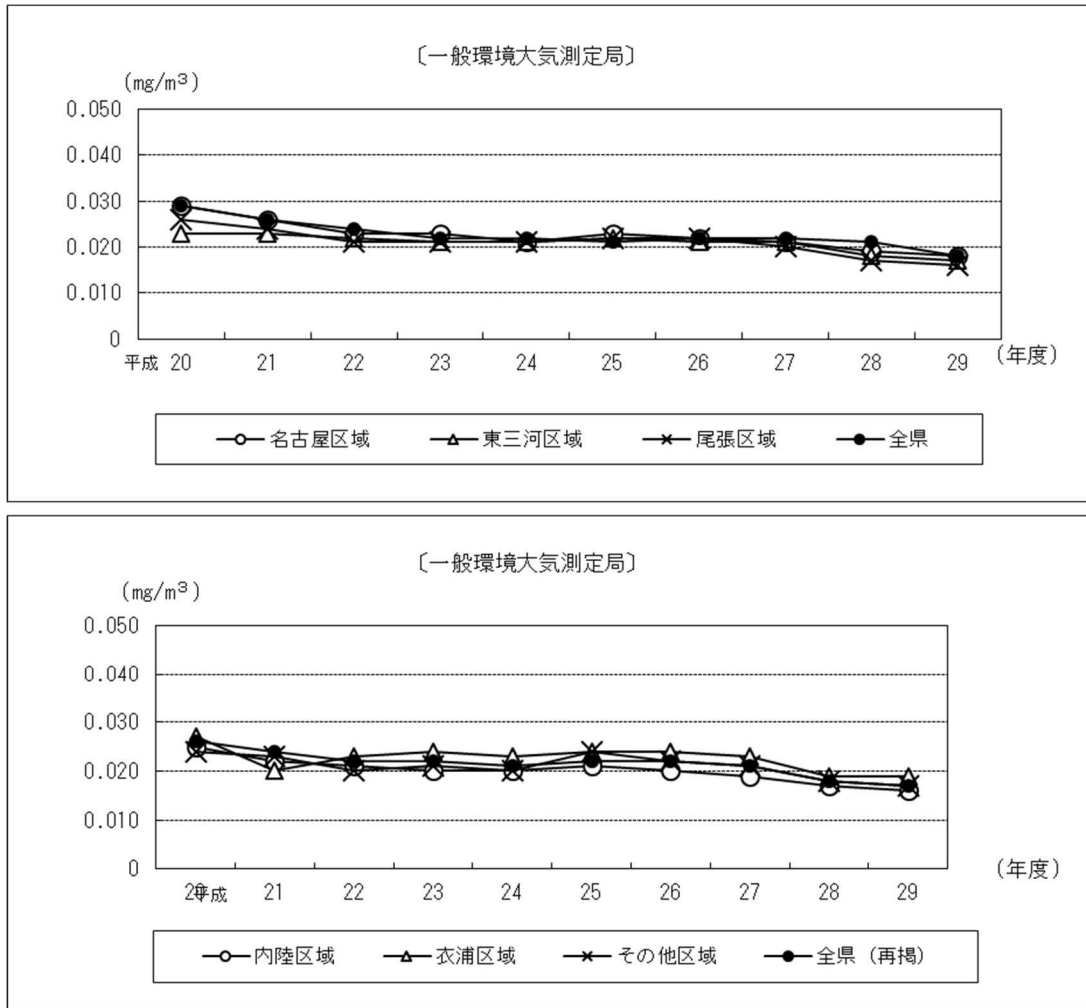 〔一般環境大気測定局〕
(mg/m³)
0.050
0.040
0.030
0.020
0.010
0
平成 20 21 22 23 24 25 26 27 28 29 (年度)
名古屋区域 東三河区域 尾張区域 全県
〔一般環境大気測定局〕
(mg/m³)
0.050
0.040
0.030
0.020
0.010
0
20 平成 21 22 23 24 25 26 27 28 29 (年度)
内陸区域 衣浦区域 その他区域 全県（再掲）